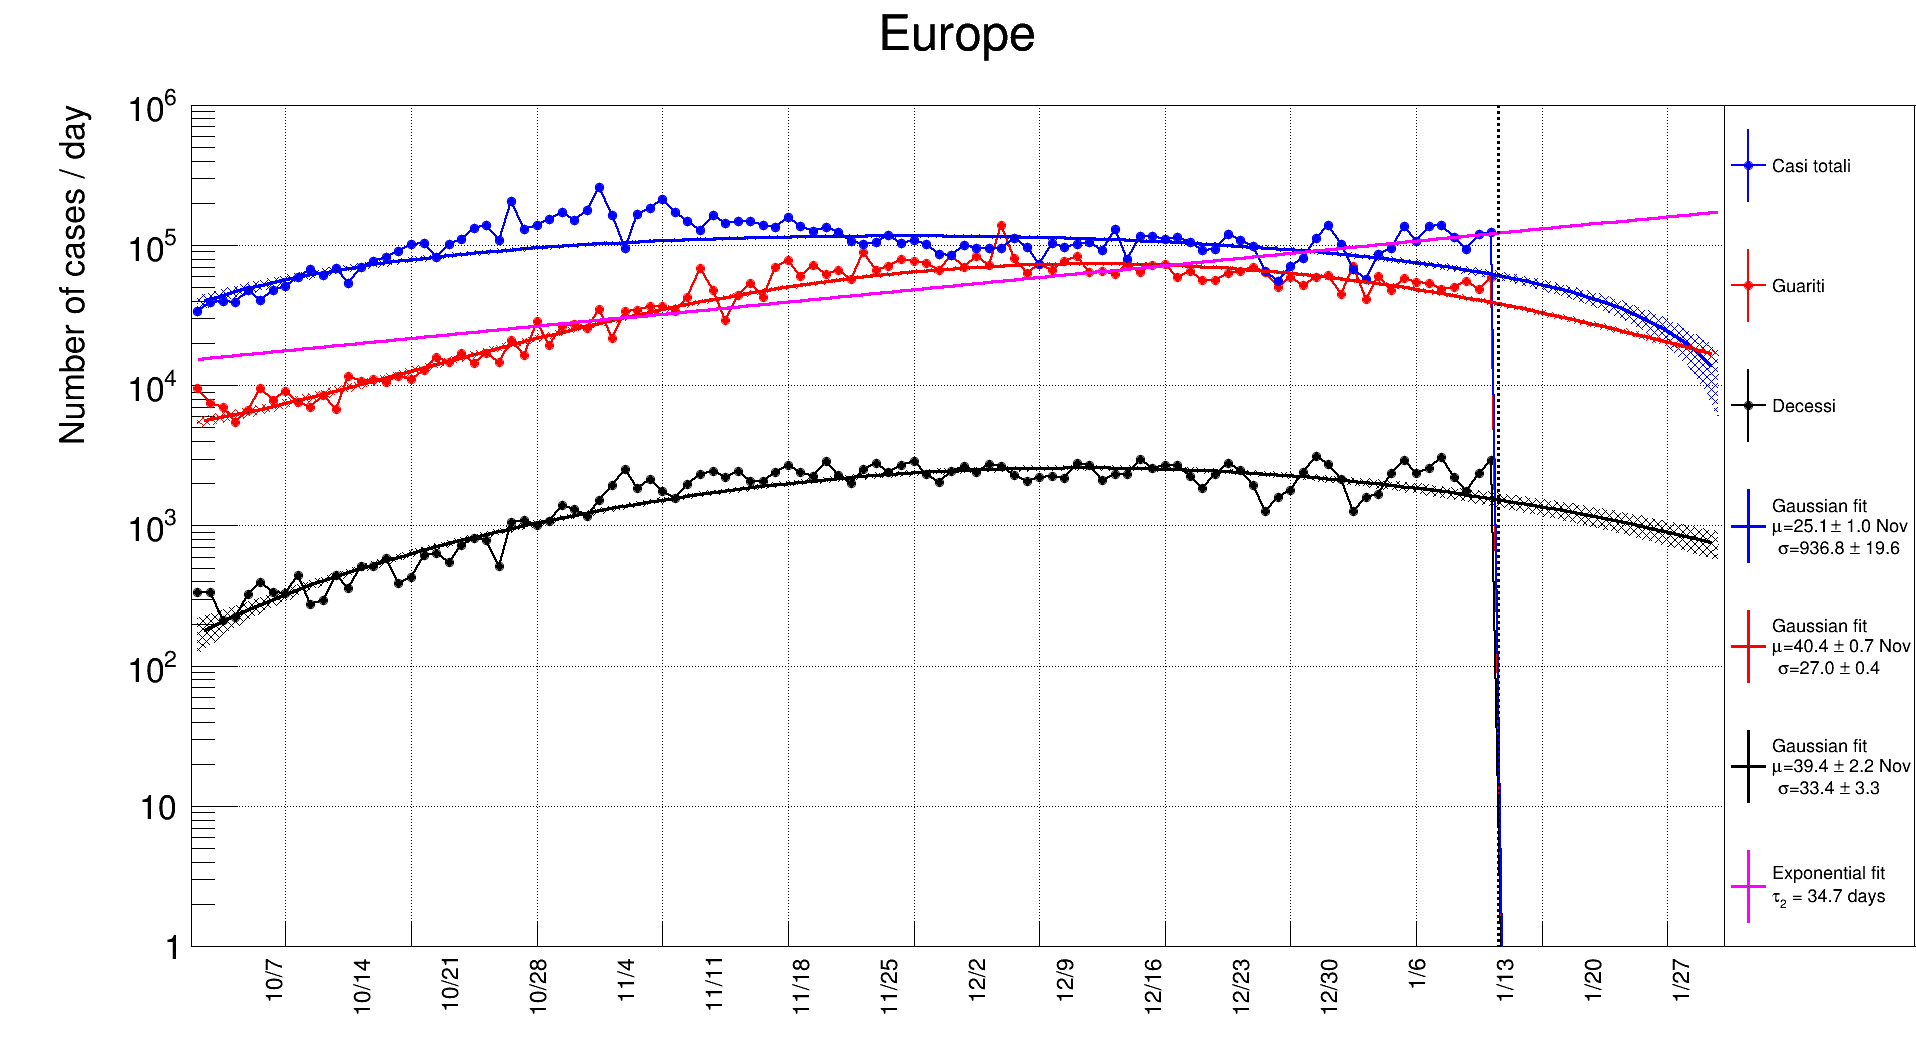 Europe
Number of cases / day
10^6
10^5
10^4
10^3
10^2
10
1
10/7
10/14
10/21
10/28
11/4
11/11
11/18
11/25
12/2
12/9
12/16
12/23
12/30
1/6
1/13
1/20
1/27
Casi totali
Guariti
Decessi
Gaussian fit
μ=25.1 ± 1.0 Nov
σ=936.8 ± 19.6
Gaussian fit
μ=40.4 ± 0.7 Nov
σ=27.0 ± 0.4
Gaussian fit
μ=39.4 ± 2.2 Nov
σ=33.4 ± 3.3
Exponential fit
τ_2 = 34.7 days